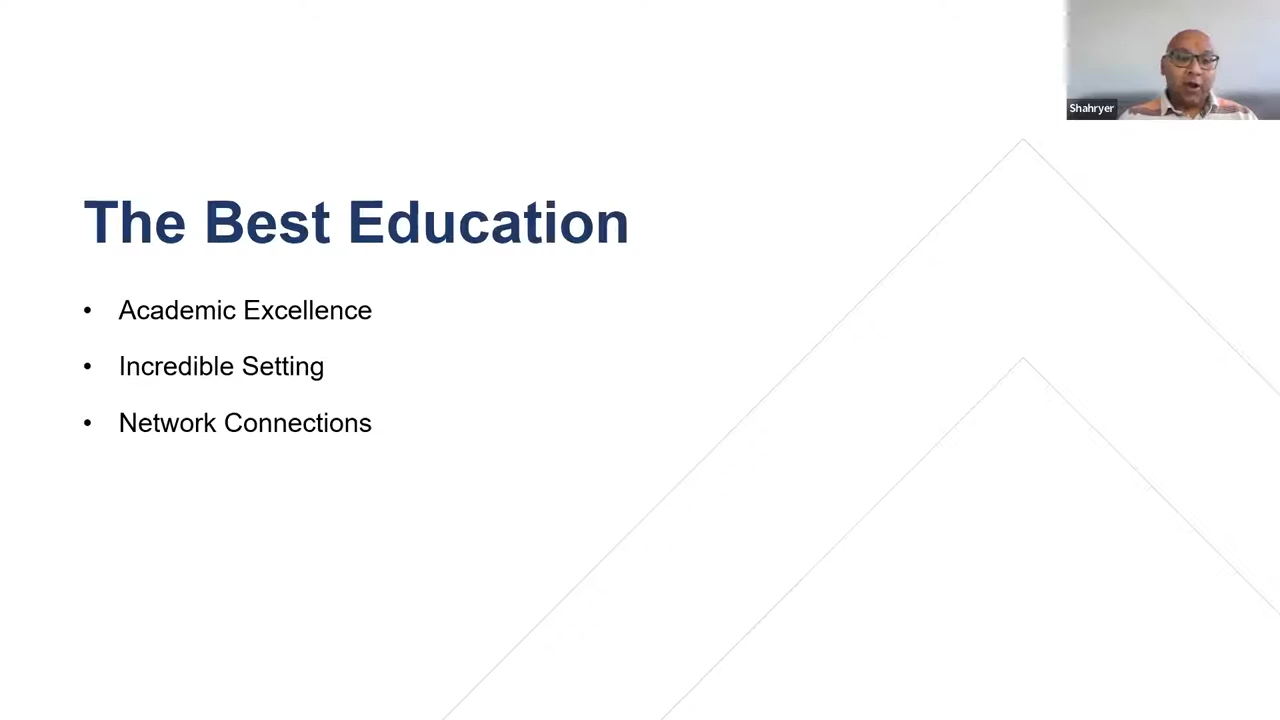 Shahryer
The Best Education
• Academic Excellence
• Incredible Setting
• Network Connections